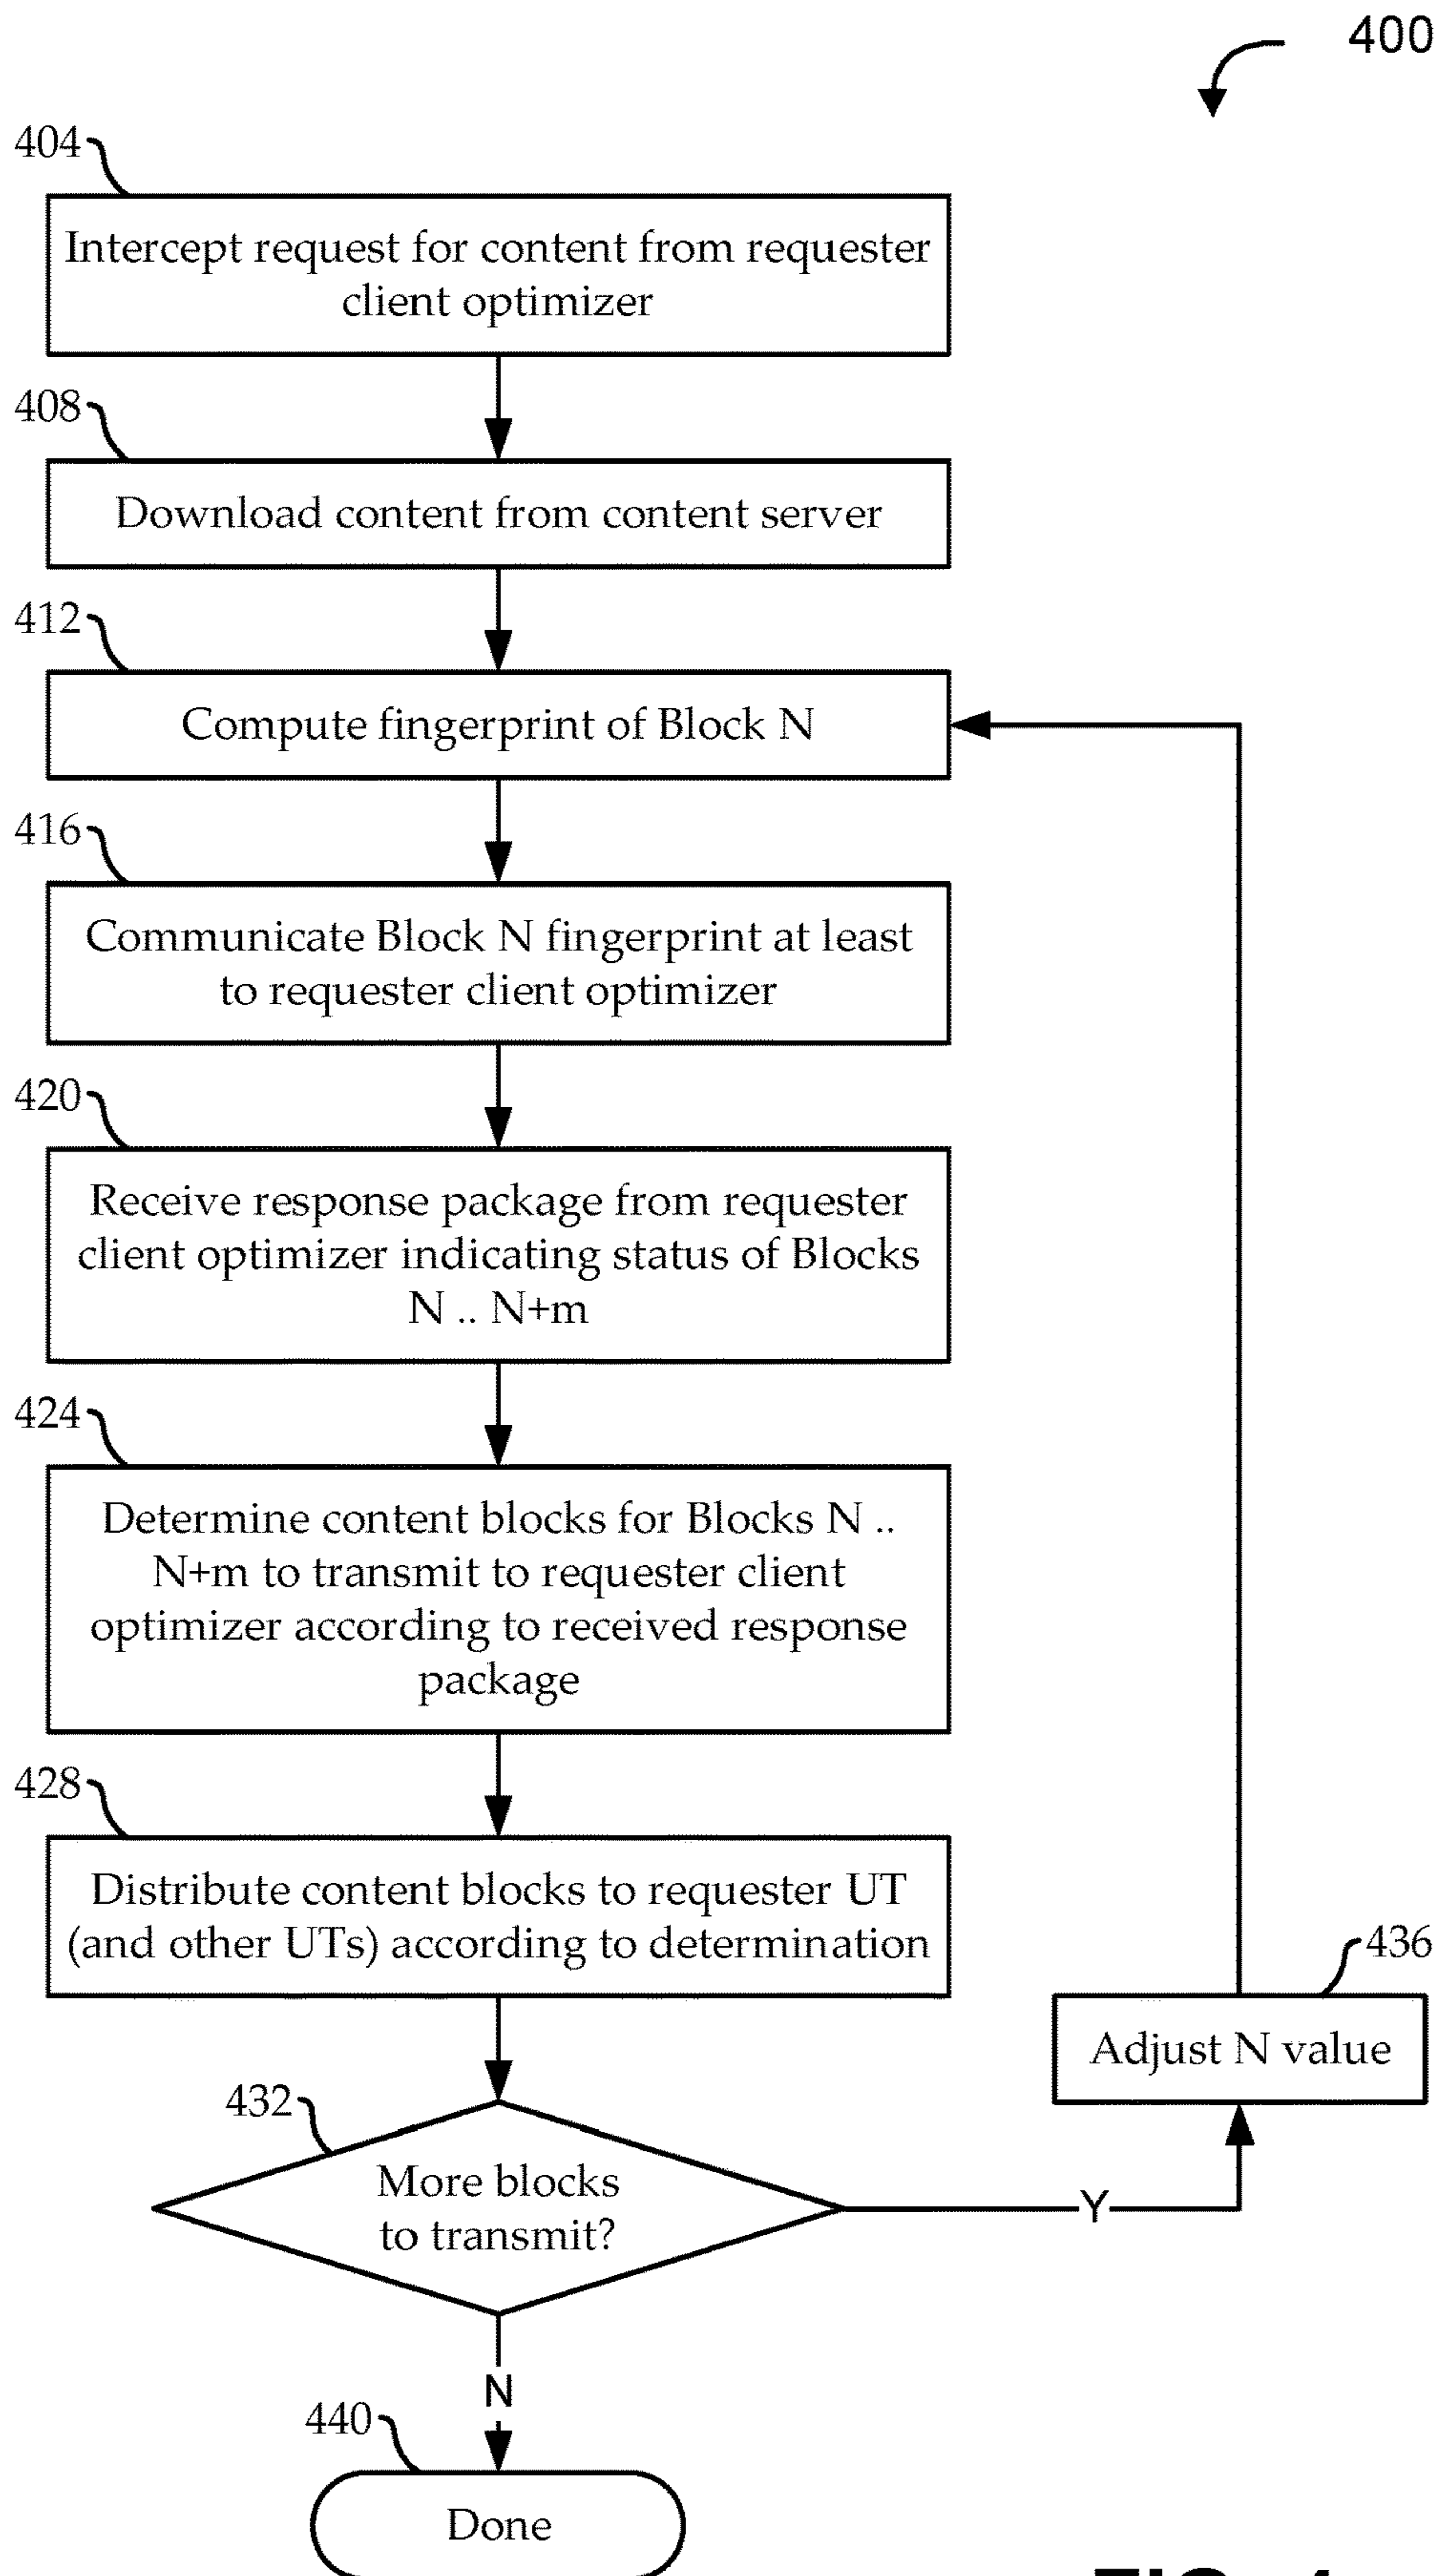 400
404
Intercept request for content from requester
client optimizer
408
Download content from content server
412
Compute fingerprint of Block N
416
Communicate Block N fingerprint at least
to requester client optimizer
420
Receive response package from requester
client optimizer indicating status of Blocks
N .. N+m
424
Determine content blocks for Blocks N ..
N+m to transmit to requester client
optimizer according to received response
package
428
Distribute content blocks to requester UT
(and other UTs) according to determination
436
Adjust N value
432
More blocks
to transmit?
Y
N
440
Done